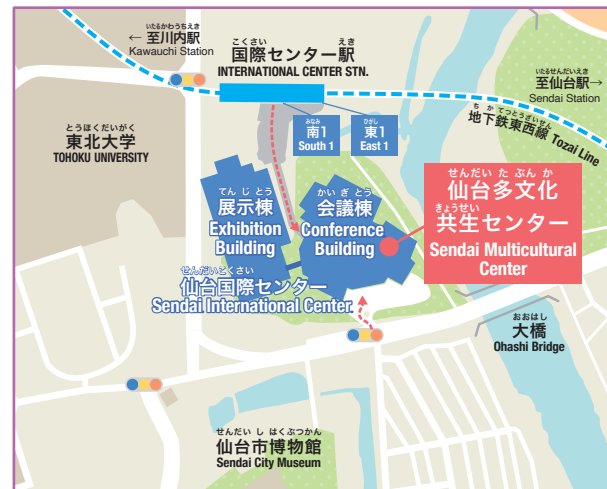 いたるかわうちえき
← 至川内駅
Kawauchi Station
こくさい えき
国際センター駅
INTERNATIONAL CENTER STN.
いたるせんだいえき
至仙台駅→
Sendai Station
ちかてつとうざいせん
地下鉄東西線 Tozai Line
みなみ
南1
South 1
ひがし
東1
East 1
とうほくだいがく
東北大学
TOHOKU UNIVERSITY
てんじとう
展示棟
Exhibition
Building
かいぎとう
会議棟
Conference
Building
せんだいたぶんか
仙台多文化
きょうせい
共生センター
Sendai Multicultural
Center
せんだいこくさい
仙台国際センター
Sendai International Center
おおはし
大橋
Ohashi Bridge
せんだいしはくぶつかん
仙台市博物館
Sendai City Museum